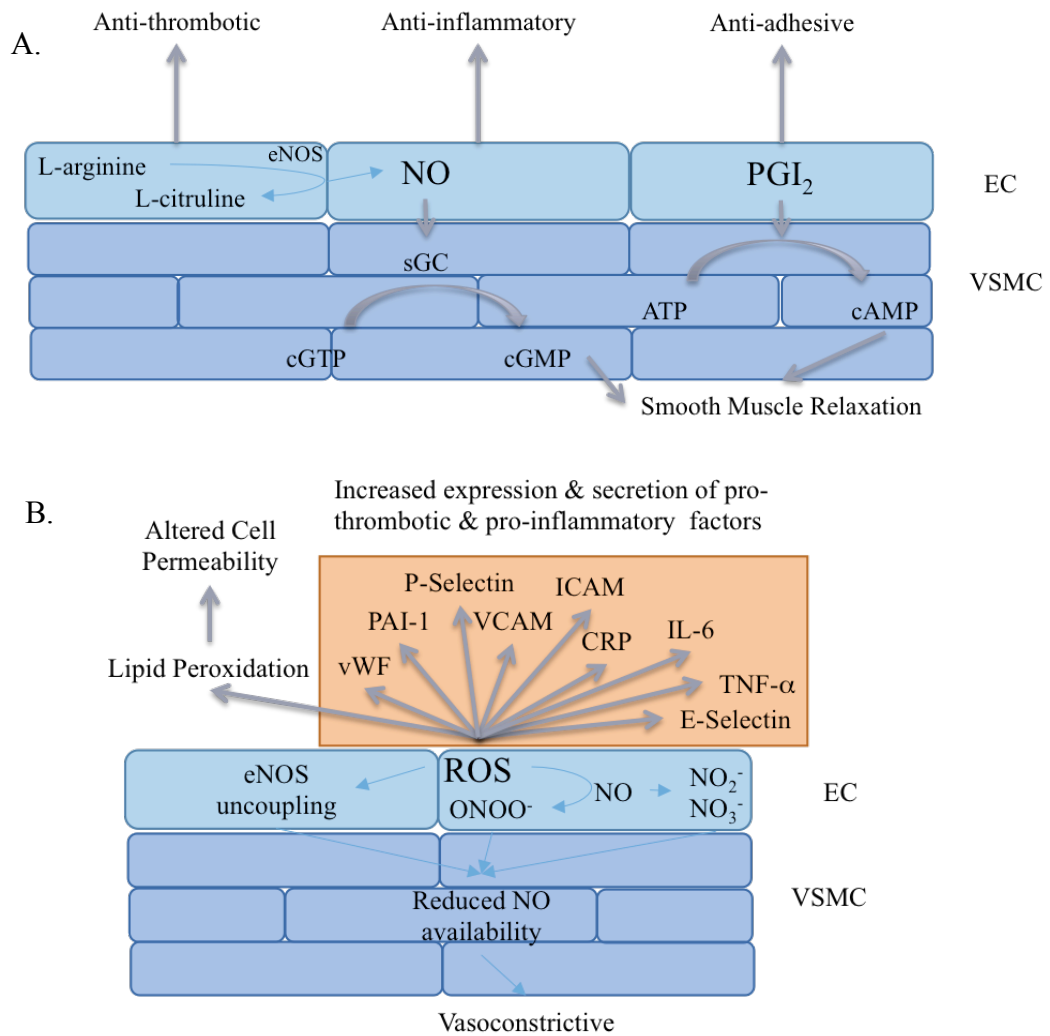 A.
Anti-thrombotic
Anti-inflammatory
Anti-adhesive
L-arginine
eNOS
L-citruline
NO
PGI₂
EC
sGC
VSMC
ATP
cAMP
cGTP
cGMP
Smooth Muscle Relaxation
B.
Increased expression & secretion of pro-
thrombotic & pro-inflammatory factors
Altered Cell
Permeability
P-Selectin
ICAM
PAI-1
VCAM
CRP
IL-6
Lipid Peroxidation
vWF
TNF-α
E-Selectin
eNOS
uncoupling
ROS
ONOO⁻
NO
NO₂⁻
NO₃⁻
EC
VSMC
Reduced NO
availability
Vasoconstrictive